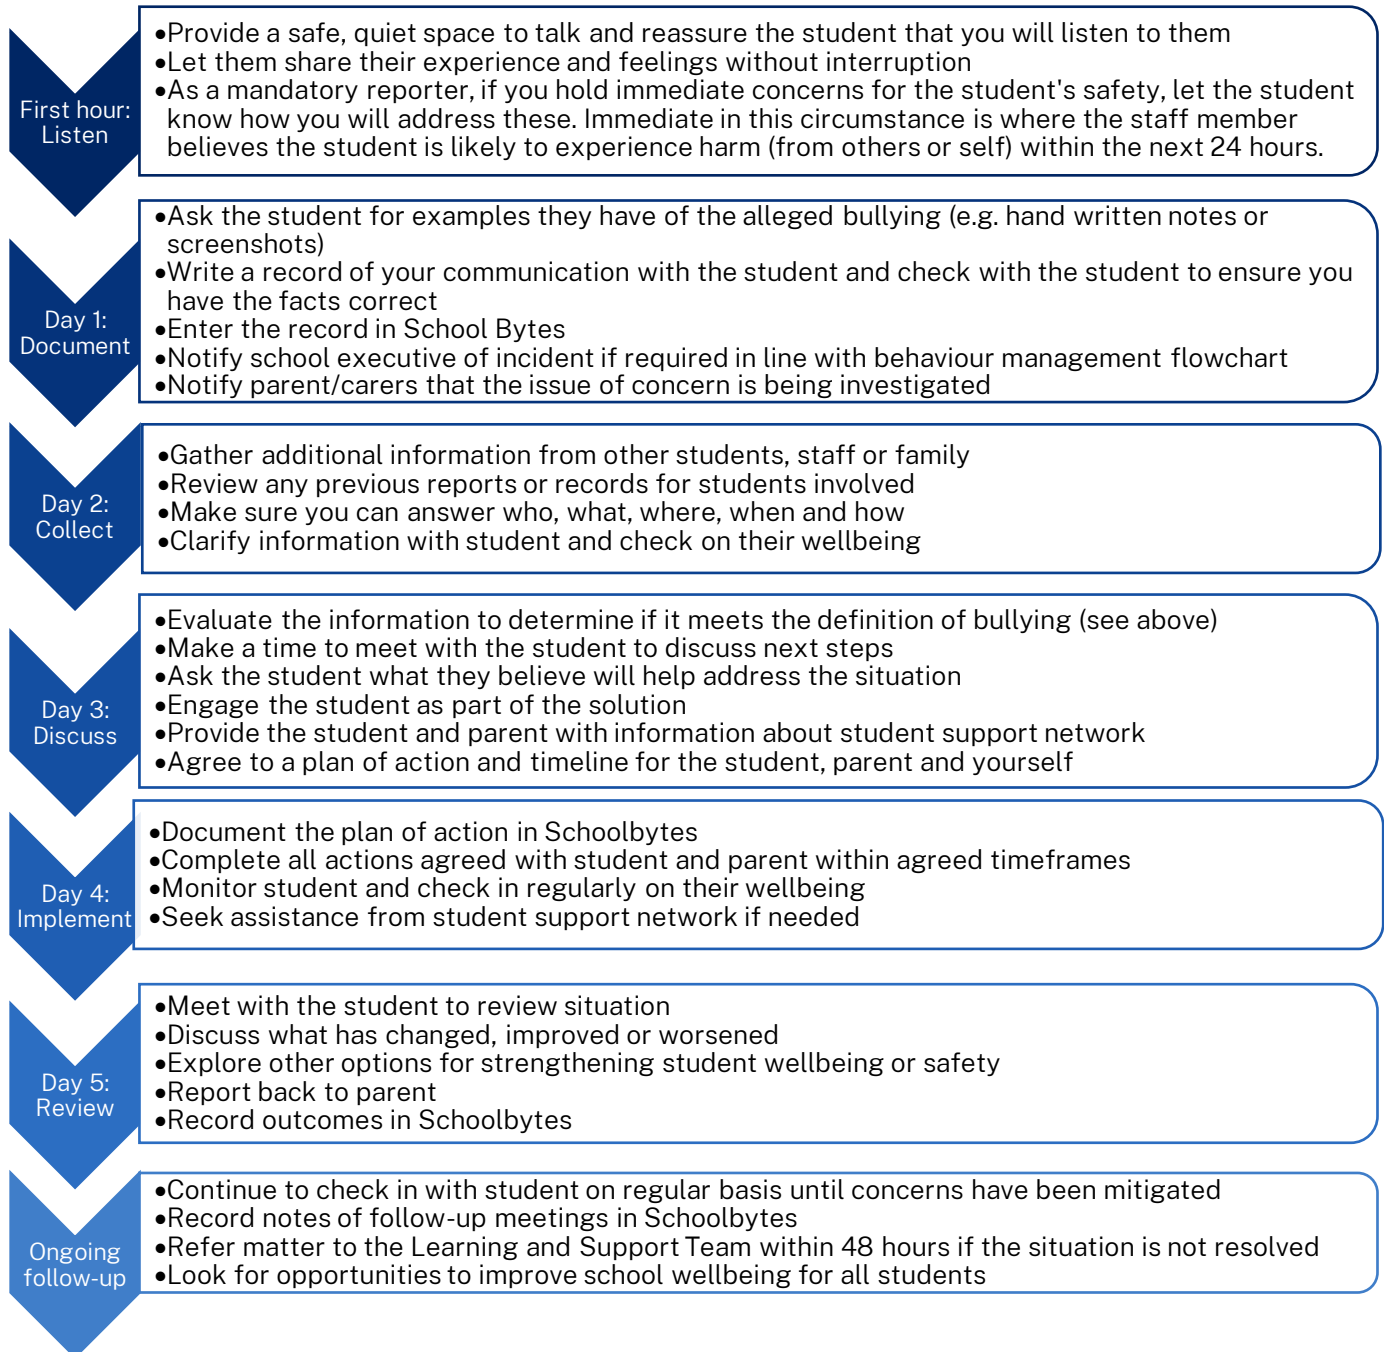 First hour:
Listen
•Provide a safe, quiet space to talk and reassure the student that you will listen to them
•Let them share their experience and feelings without interruption
•As a mandatory reporter, if you hold immediate concerns for the student's safety, let the student
know how you will address these. Immediate in this circumstance is where the staff member
believes the student is likely to experience harm (from others or self) within the next 24 hours.
Day 1:
Document
•Ask the student for examples they have of the alleged bullying (e.g. hand written notes or
screenshots)
•Write a record of your communication with the student and check with the student to ensure you
have the facts correct
•Enter the record in School Bytes
•Notify school executive of incident if required in line with behaviour management flowchart
•Notify parent/carers that the issue of concern is being investigated
Day 2:
Collect
•Gather additional information from other students, staff or family
•Review any previous reports or records for students involved
•Make sure you can answer who, what, where, when and how
•Clarify information with student and check on their wellbeing
Day 3:
Discuss
•Evaluate the information to determine if it meets the definition of bullying (see above)
•Make a time to meet with the student to discuss next steps
•Ask the student what they believe will help address the situation
•Engage the student as part of the solution
•Provide the student and parent with information about student support network
•Agree to a plan of action and timeline for the student, parent and yourself
Day 4:
Implement
•Document the plan of action in Schoolbytes
•Complete all actions agreed with student and parent within agreed timeframes
•Monitor student and check in regularly on their wellbeing
•Seek assistance from student support network if needed
Day 5:
Review
•Meet with the student to review situation
•Discuss what has changed, improved or worsened
•Explore other options for strengthening student wellbeing or safety
•Report back to parent
•Record outcomes in Schoolbytes
Ongoing
follow-up
•Continue to check in with student on regular basis until concerns have been mitigated
•Record notes of follow-up meetings in Schoolbytes
•Refer matter to the Learning and Support Team within 48 hours if the situation is not resolved
•Look for opportunities to improve school wellbeing for all students